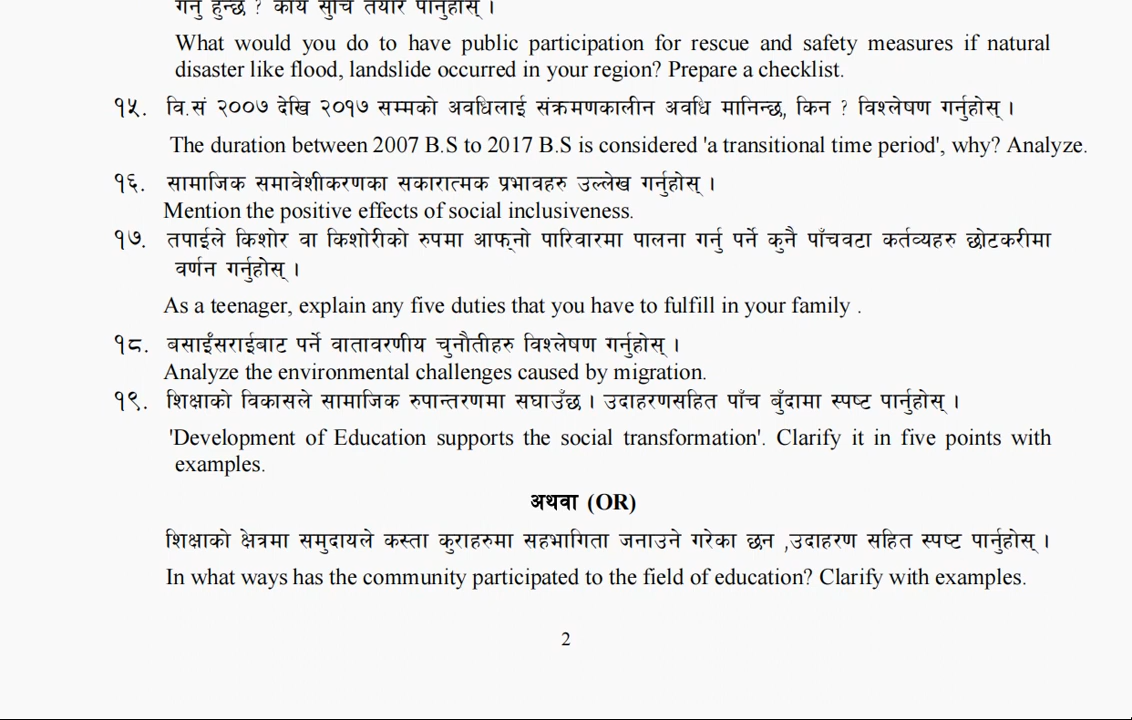 गर्नु हुन्छ ? कार्य सुचि तयार पार्नुहोस् ।
What would you do to have public participation for rescue and safety measures if natural
disaster like flood, landslide occurred in your region? Prepare a checklist.
१५. वि.सं २००७ देखि २०१७ सम्मको अवधिलाई संक्रमणकालीन अवधि मानिन्छ, किन ? विश्लेषण गर्नुहोस् ।
The duration between 2007 B.S to 2017 B.S is considered 'a transitional time period', why? Analyze.
१६. सामाजिक समावेशीकरणका सकारात्मक प्रभावहरु उल्लेख गर्नुहोस् ।
Mention the positive effects of social inclusiveness.
१७. तपाईले किशोर वा किशोरीको रुपमा आफ्नो पारिवारमा पालना गर्नु पर्ने कुनै पाँचवटा कर्तव्यहरु छोटकरीमा
वर्णन गर्नुहोस् ।
As a teenager, explain any five duties that you have to fulfill in your family .
१८. बसाइँसराईबाट पर्ने वातावरणीय चुनौतीहरु विश्लेषण गर्नुहोस् ।
Analyze the environmental challenges caused by migration.
१९. शिक्षाको विकासले सामाजिक रुपान्तरणमा सघाउँछ । उदाहरणसहित पाँच बुँदामा स्पष्ट पार्नुहोस् ।
'Development of Education supports the social transformation'. Clarify it in five points with
examples.
अथवा (OR)
शिक्षाको क्षेत्रमा समुदायले कस्ता कुराहरुमा सहभागिता जनाउने गरेका छन ,उदाहरण सहित स्पष्ट पार्नुहोस् ।
In what ways has the community participated to the field of education? Clarify with examples.
2